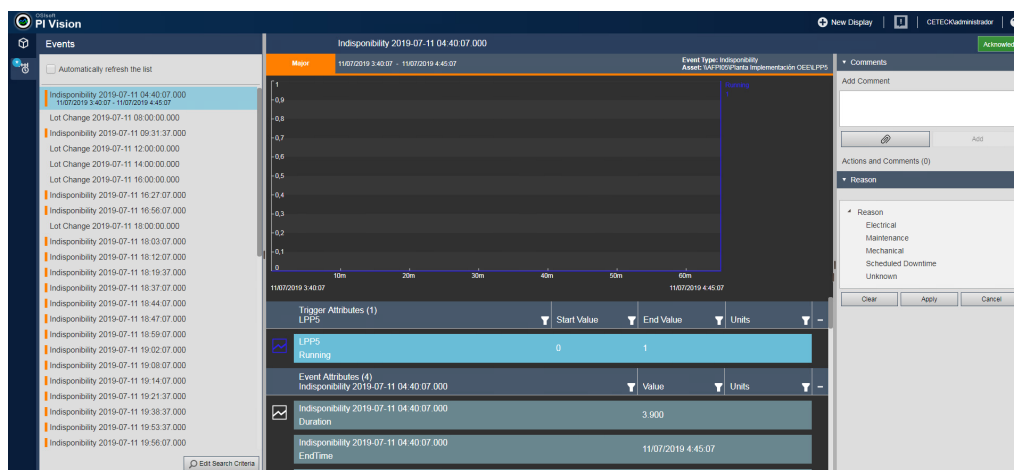 OSIsoft
PI Vision
New Display
CETECK\administrador
Events
Indisponibility 2019-07-11 04:40:07.000
Automatically refresh the list
Indisponibility 2019-07-11 04:40:07.000
11/07/2019 3:40:07 - 11/07/2019 4:45:07
Lot Change 2019-07-11 08:00:00.000
Indisponibility 2019-07-11 09:31:37.000
Lot Change 2019-07-11 12:00:00.000
Lot Change 2019-07-11 14:00:00.000
Lot Change 2019-07-11 16:00:00.000
Indisponibility 2019-07-11 16:27:07.000
Indisponibility 2019-07-11 16:56:07.000
Lot Change 2019-07-11 18:00:00.000
Indisponibility 2019-07-11 18:03:07.000
Indisponibility 2019-07-11 18:12:07.000
Indisponibility 2019-07-11 18:19:37.000
Indisponibility 2019-07-11 18:37:07.000
Indisponibility 2019-07-11 18:44:07.000
Indisponibility 2019-07-11 18:47:07.000
Indisponibility 2019-07-11 18:59:07.000
Indisponibility 2019-07-11 19:02:07.000
Indisponibility 2019-07-11 19:08:07.000
Indisponibility 2019-07-11 19:14:07.000
Indisponibility 2019-07-11 19:21:37.000
Indisponibility 2019-07-11 19:38:37.000
Indisponibility 2019-07-11 19:53:37.000
Indisponibility 2019-07-11 19:56:07.000
Edit Search Criteria
Major
11/07/2019 3:40:07 - 11/07/2019 4:45:07
Event Type: Indisponibility
Asset: \\AFPI05\Planta Implementación OEE\LPP5
1
0,9
0,8
0,7
0,6
0,5
0,4
0,3
0,2
0,1
0
Running
1
10m 20m 30m 40m 50m 60m
11/07/2019 3:40:07 11/07/2019 4:45:07
Trigger Attributes (1)
LPP5 Start Value End Value Units
LPP5
Running 0 1
Event Attributes (4)
Indisponibility 2019-07-11 04:40:07.000 Value Units
Indisponibility 2019-07-11 04:40:07.000
Duration 3.900
Indisponibility 2019-07-11 04:40:07.000
EndTime 11/07/2019 4:45:07
Acknowled
Comments
Add Comment
Add
Actions and Comments (0)
Reason
Reason
Electrical
Maintenance
Mechanical
Scheduled Downtime
Unknown
Clear Apply Cancel